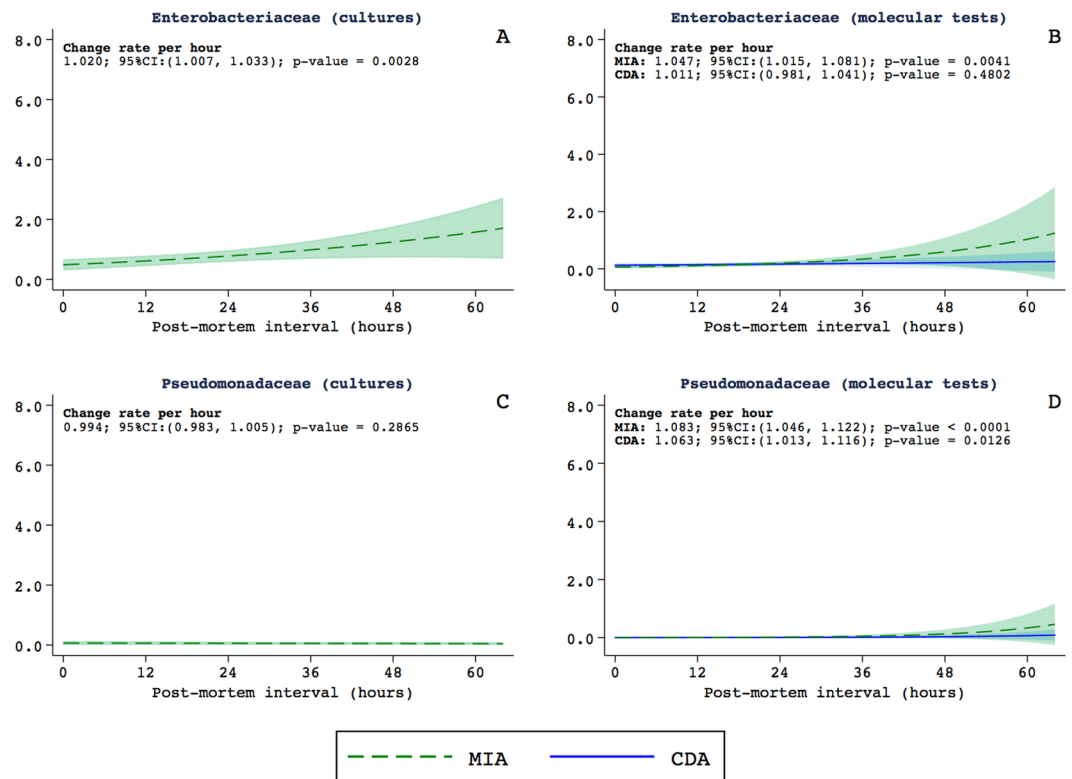 Enterobacteriaceae (cultures)
A
Change rate per hour
1.020; 95%CI:(1.007, 1.033); p-value = 0.0028
8.0
6.0
4.0
2.0
0.0
0 12 24 36 48 60
Post-mortem interval (hours)
Enterobacteriaceae (molecular tests)
B
Change rate per hour
MIA: 1.047; 95%CI:(1.015, 1.081); p-value = 0.0041
CDA: 1.011; 95%CI:(0.981, 1.041); p-value = 0.4802
8.0
6.0
4.0
2.0
0.0
0 12 24 36 48 60
Post-mortem interval (hours)
Pseudomonadaceae (cultures)
C
Change rate per hour
0.994; 95%CI:(0.983, 1.005); p-value = 0.2865
8.0
6.0
4.0
2.0
0.0
0 12 24 36 48 60
Post-mortem interval (hours)
Pseudomonadaceae (molecular tests)
D
Change rate per hour
MIA: 1.083; 95%CI:(1.046, 1.122); p-value < 0.0001
CDA: 1.063; 95%CI:(1.013, 1.116); p-value = 0.0126
8.0
6.0
4.0
2.0
0.0
0 12 24 36 48 60
Post-mortem interval (hours)
MIA CDA